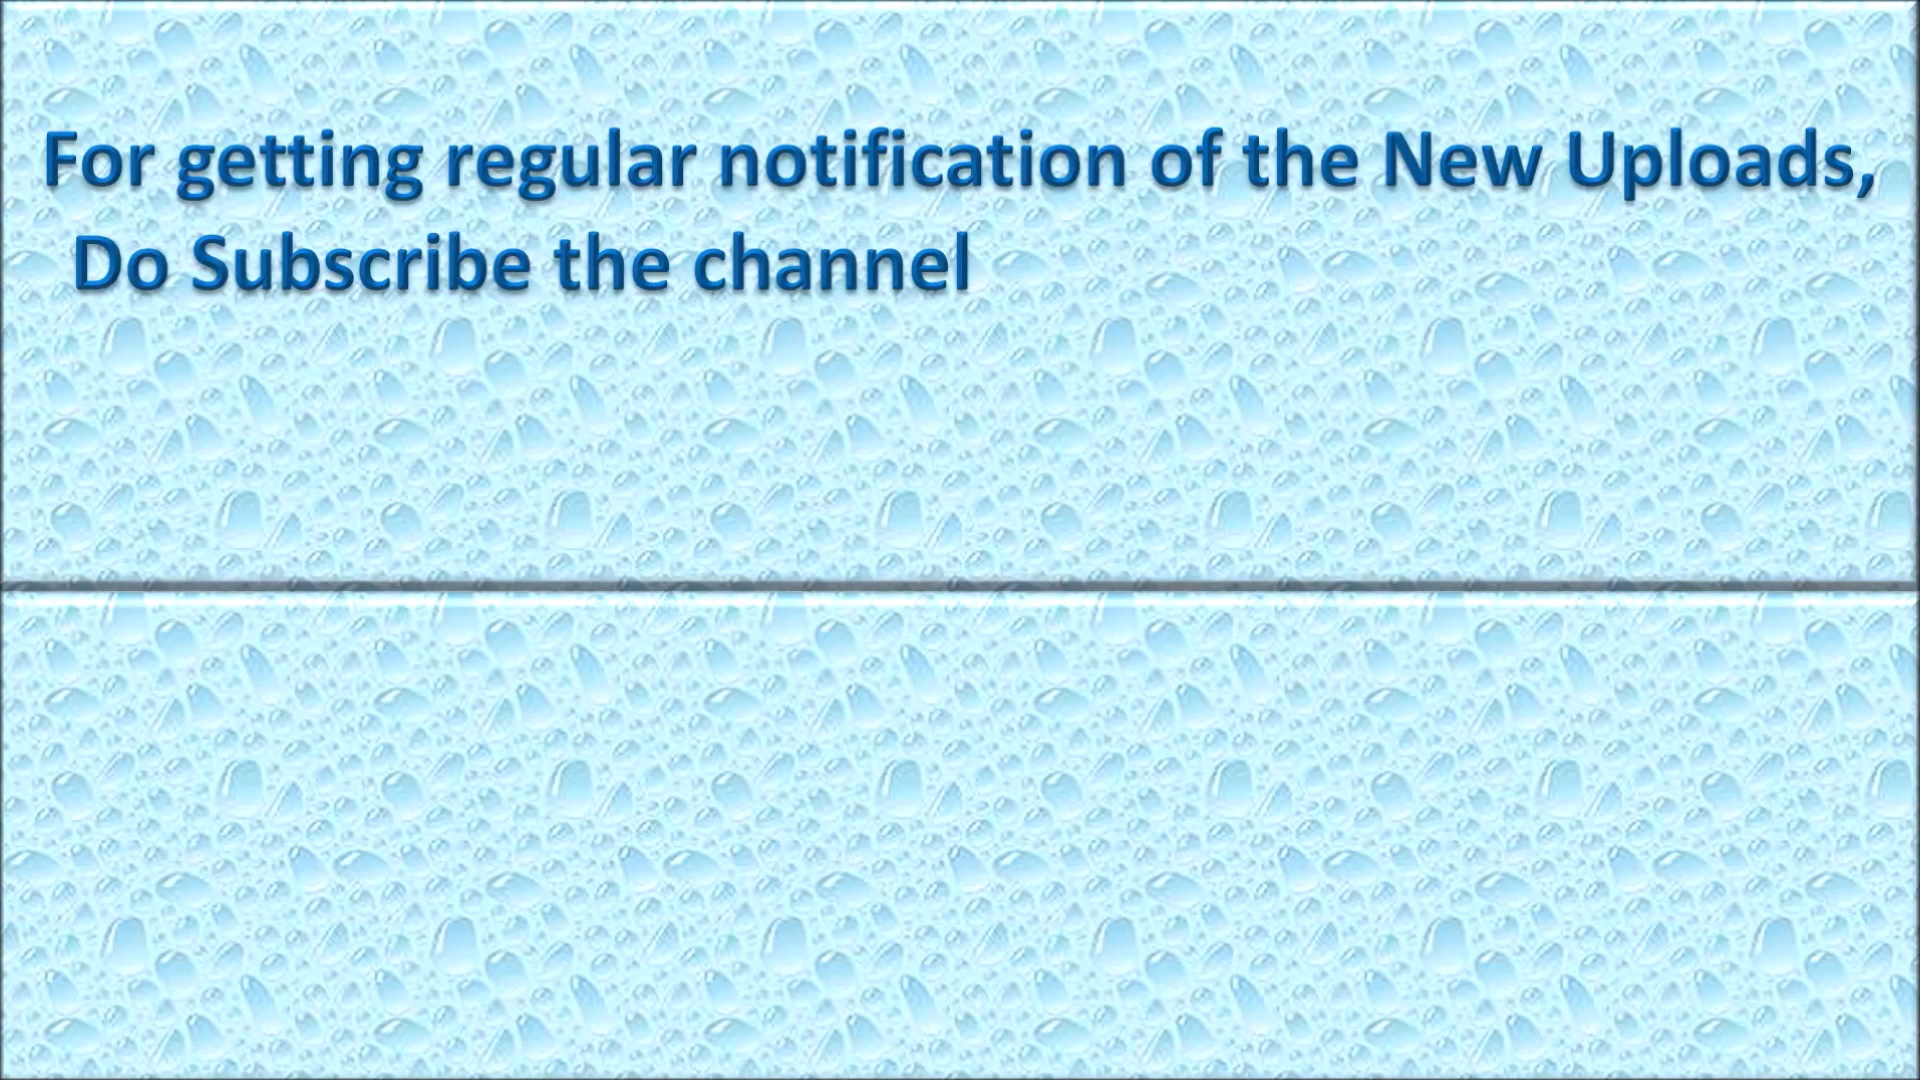 For getting regular notification of the New Uploads,
Do Subscribe the channel